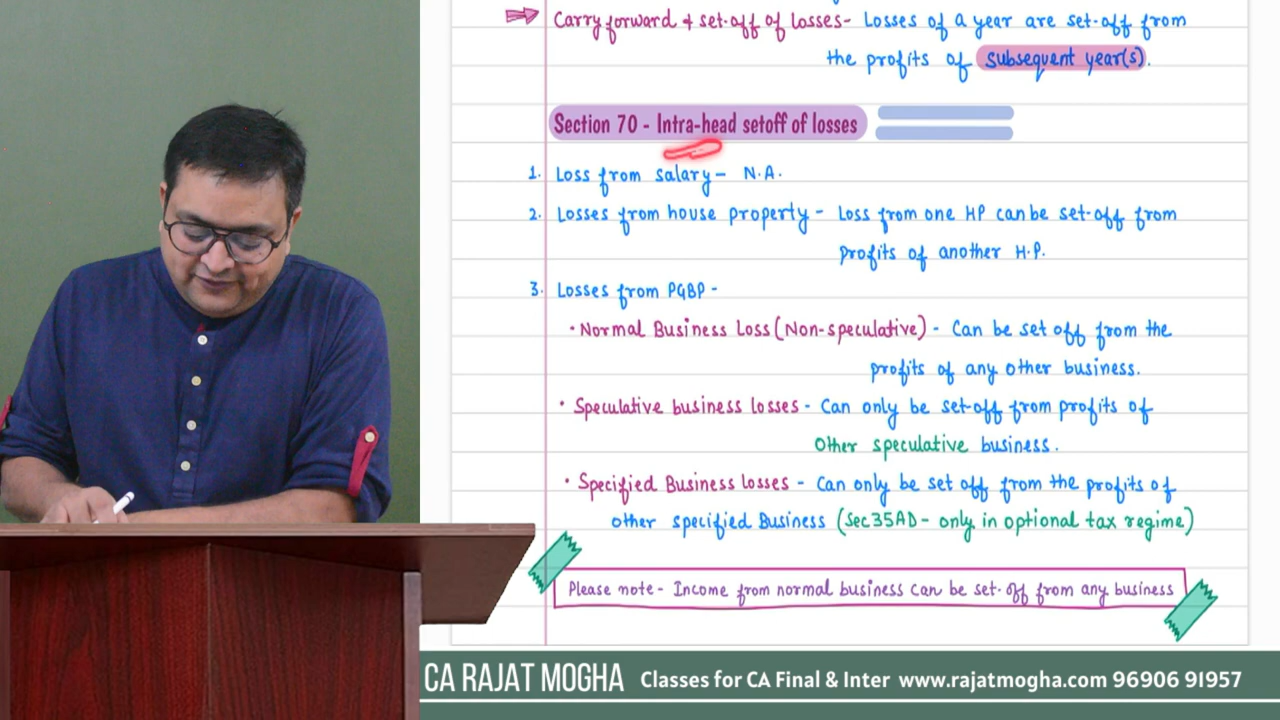 Carry forward & set-off of losses- Losses of a year are set-off from
the profits of subsequent year(s).
Section 70 - Intra-head setoff of losses
1. Loss from salary- N.A.
2. Losses from house property - Loss from one HP can be set-off from
profits of another H.P.
3. Losses from PGBP -
• Normal Business Loss (Non-speculative) - Can be set off from the
profits of any other business.
• Speculative business losses - Can only be set-off from profits of
Other speculative business.
• Specified Business losses - Can only be set off from the profits of
other specified Business (Sec35AD - only in optional tax regime)
Please note - Income from normal business can be set-off from any business
CA RAJAT MOGHA Classes for CA Final & Inter www.rajatmogha.com 96906 91957